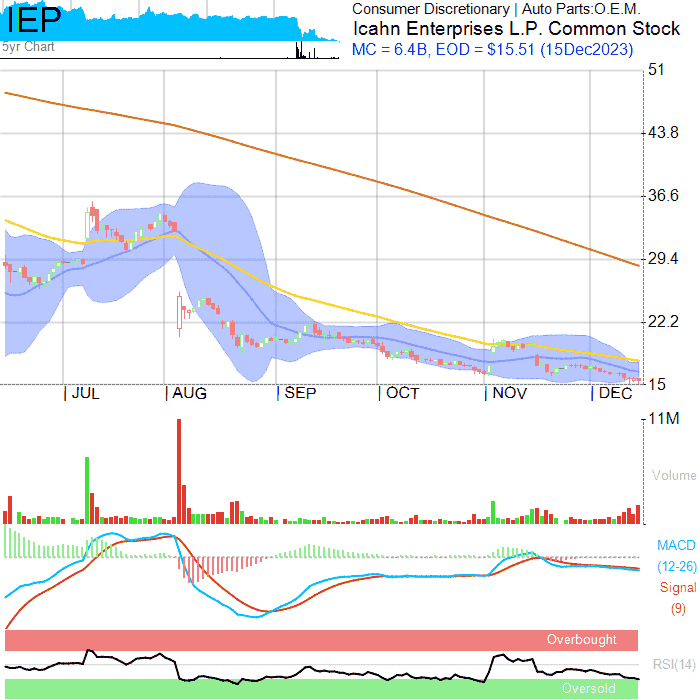 IEP
5yr Chart
Consumer Discretionary | Auto Parts:O.E.M.
Icahn Enterprises L.P. Common Stock
MC = 6.4B, EOD = $15.51 (15Dec2023)
51
43.8
36.6
29.4
22.2
15
JUL AUG SEP OCT NOV DEC
11M
Volume
MACD
(12-26)
Signal
(9)
Overbought
RSI(14)
Oversold